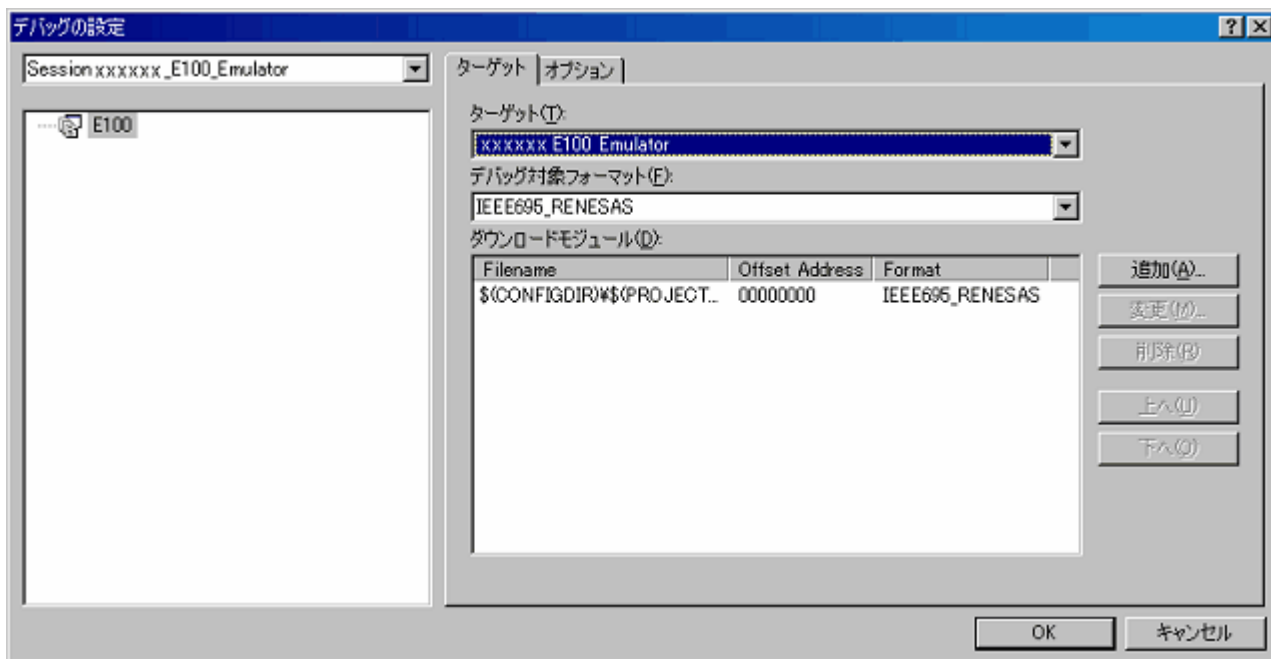 デバッグの設定
Session xxxxxx _E100_Emulator
E100
ターゲット オプション
ターゲット(T):
xxxxxx E100 Emulator
デバッグ対象フォーマット(F):
IEEE695_RENESAS
ダウンロードモジュール(D):
Filename Offset Address Format
$(CONFIGDIR)¥$(PROJECT... 00000000 IEEE695_RENESAS
追加(A)...
変更(M)...
削除(R)
上へ(U)
下へ(O)
OK キャンセル